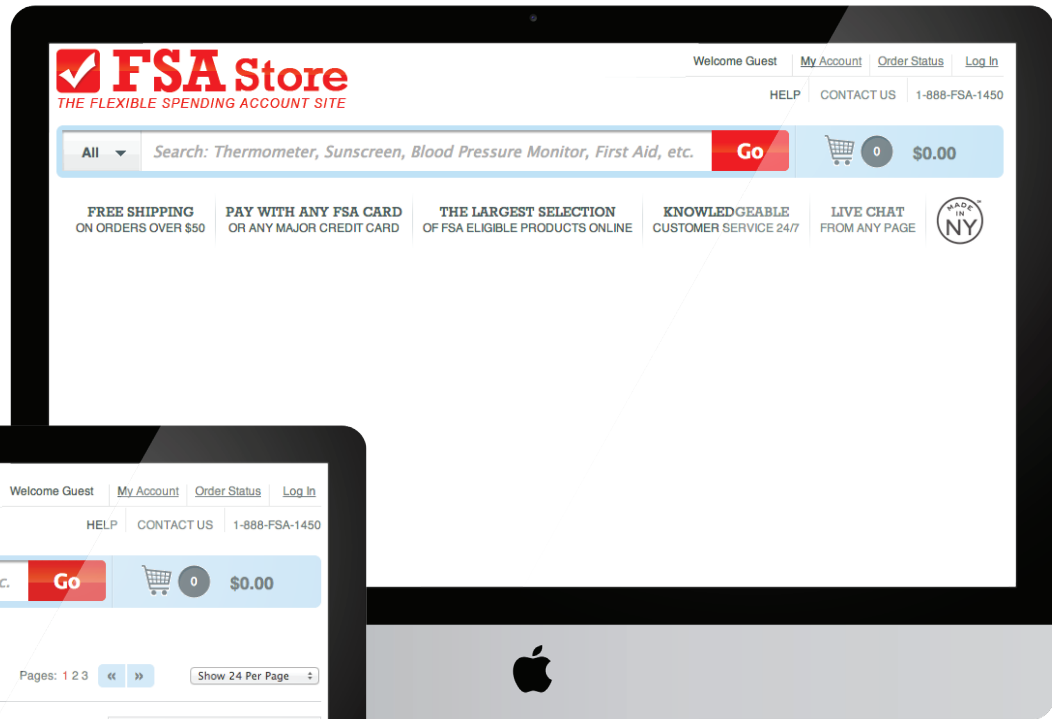 FSA Store
THE FLEXIBLE SPENDING ACCOUNT SITE
Welcome Guest My Account Order Status Log In
HELP CONTACT US 1-888-FSA-1450
All Search: Thermometer, Sunscreen, Blood Pressure Monitor, First Aid, etc. Go 0 $0.00
FREE SHIPPING
ON ORDERS OVER $50
PAY WITH ANY FSA CARD
OR ANY MAJOR CREDIT CARD
THE LARGEST SELECTION
OF FSA ELIGIBLE PRODUCTS ONLINE
KNOWLEDGEABLE
CUSTOMER SERVICE 24/7
LIVE CHAT
FROM ANY PAGE
MADE
IN
NY
Welcome Guest My Account Order Status Log In
HELP CONTACT US 1-888-FSA-1450
c. Go 0 $0.00
Pages: 1 2 3 « » Show 24 Per Page